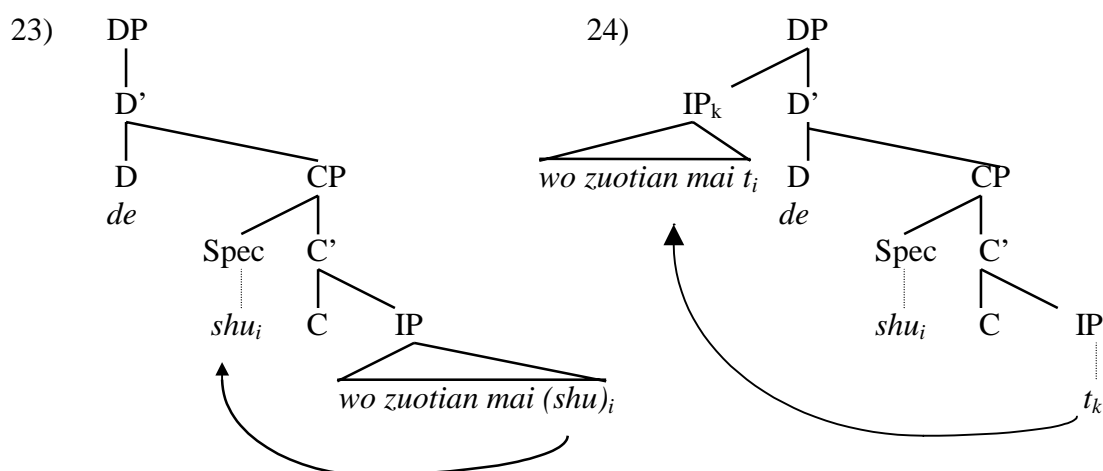 23) DP 24) DP
D’ IPk D’
wo zuotian mai ti
D CP D CP
de de
Spec C’ Spec C’
shui C IP shui C IP
wo zuotian mai (shu)i tk